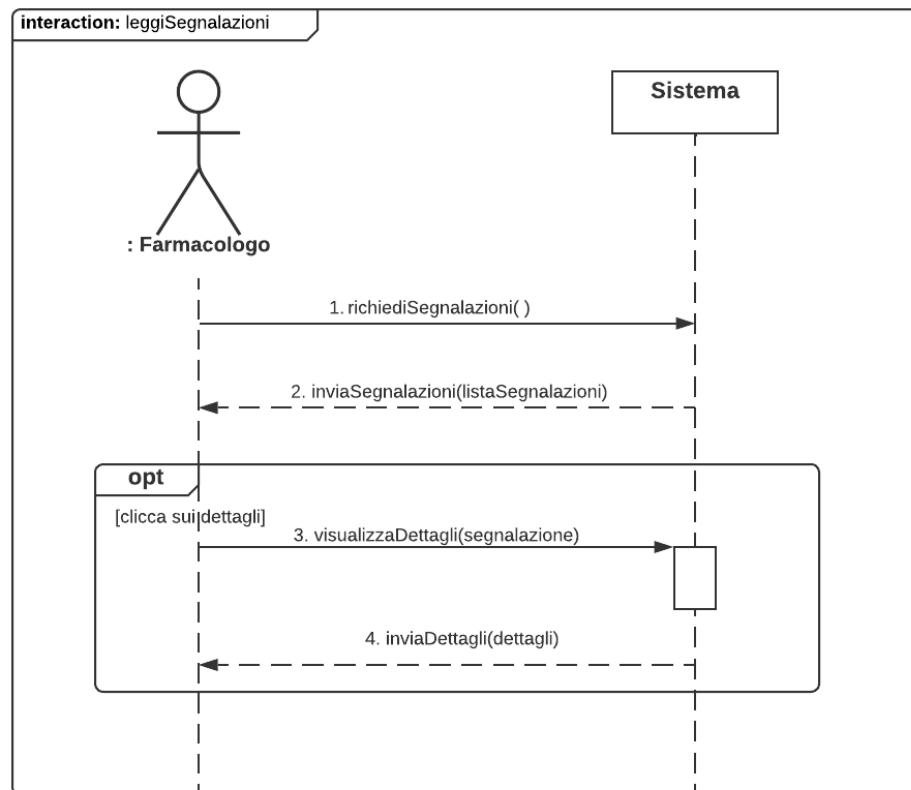 interaction: leggiSegnalazioni
Sistema
: Farmacologo
1. richiediSegnalazioni( )
2. inviaSegnalazioni(listaSegnalazioni)
opt
[clicca sui dettagli]
3. visualizzaDettagli(segnalazione)
4. inviaDettagli(dettagli)